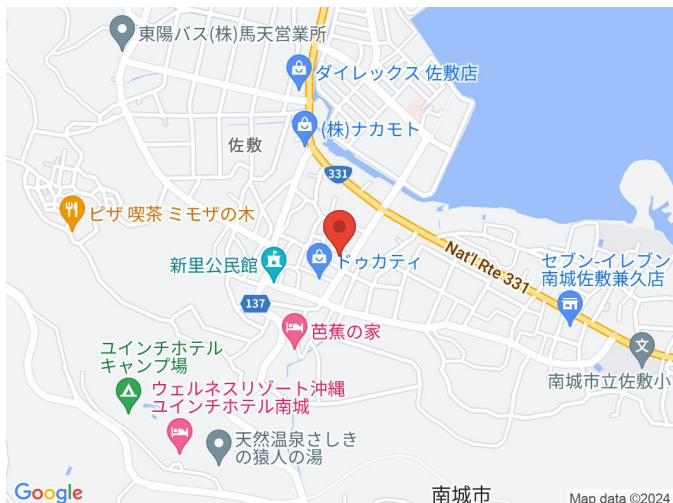 東陽バス(株)馬天営業所
ダイレックス 佐敷店
(株)ナカモト
佐敷
331
ピザ 喫茶 ミモザの木
新里公民館
ドゥカティ
Nat'l Rte 331
セブン-イレブン
南城佐敷兼久店
137
芭蕉の家
ユインチホテル
キャンプ場
南城市立佐敷小
ウェルネスリゾート沖縄
ユインチホテル南城
天然温泉さしき
の猿人の湯
南城市
Google
Map data ©2024